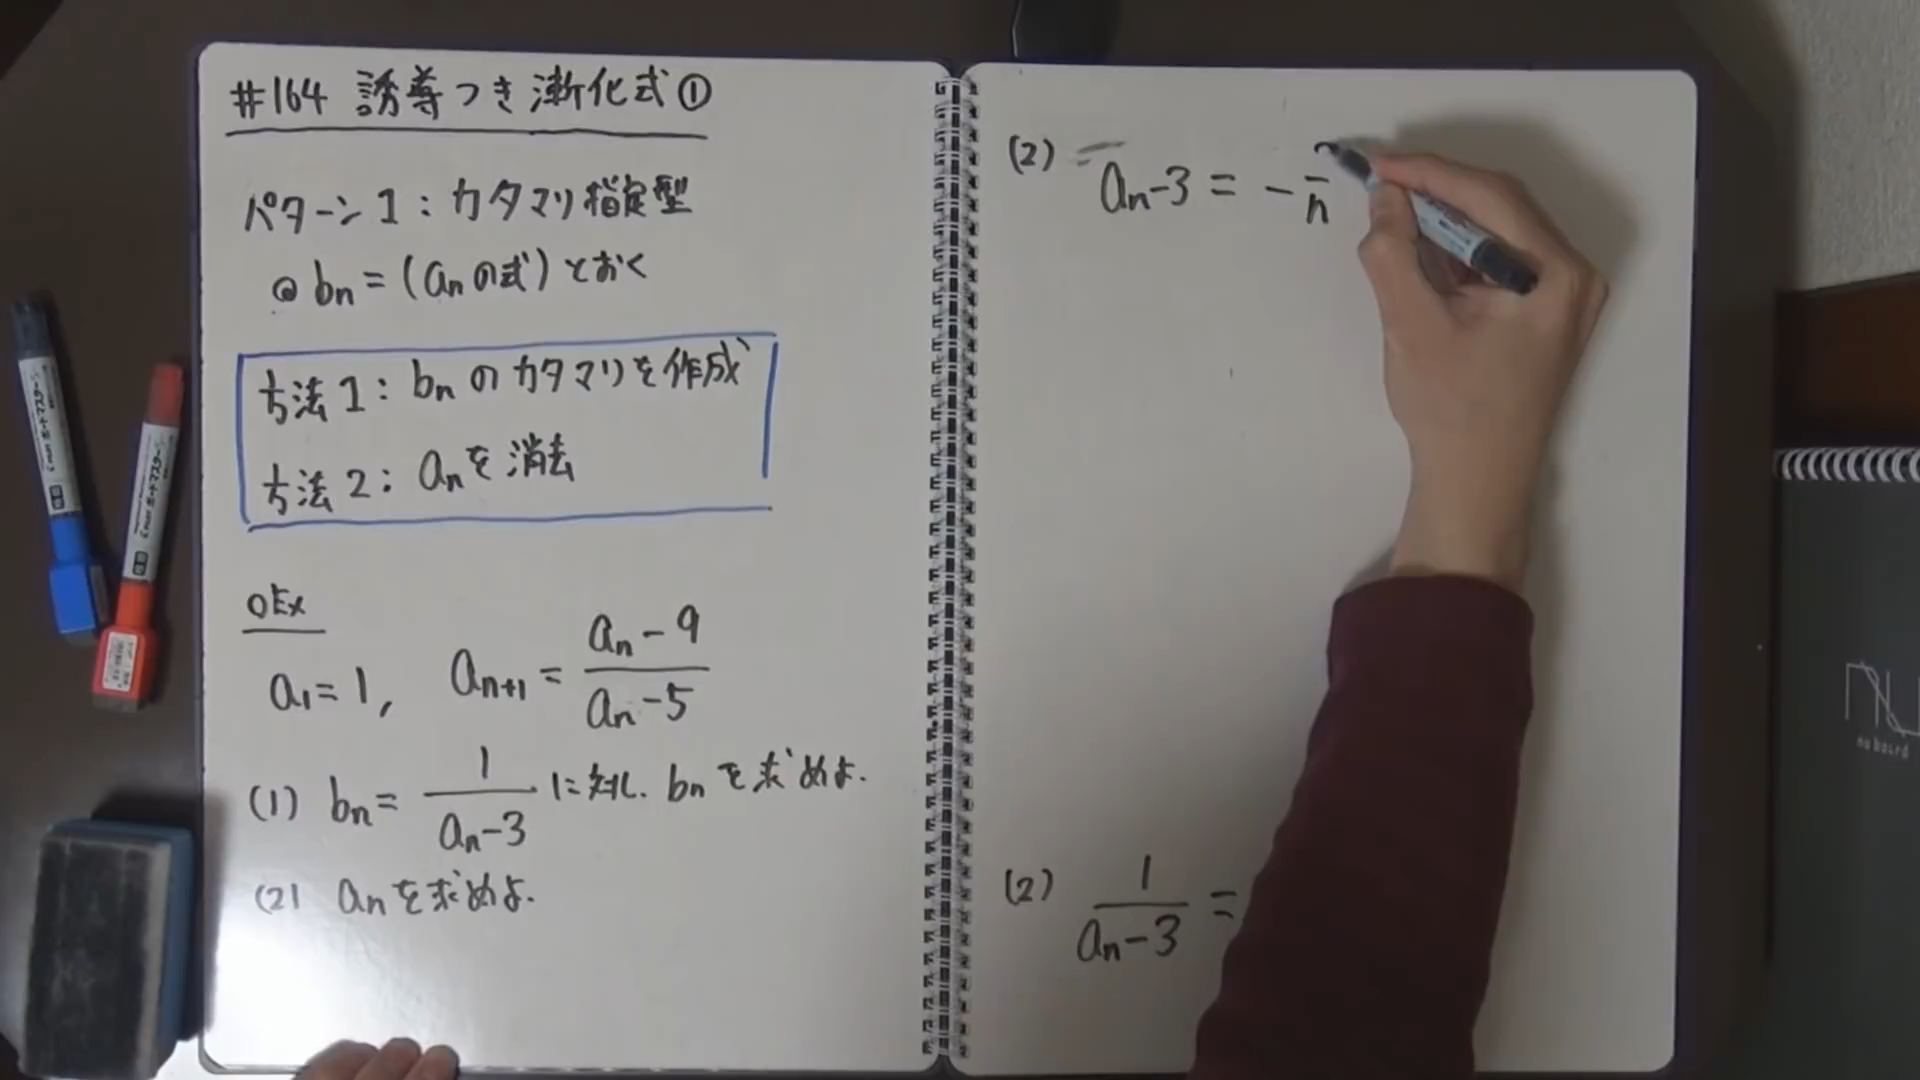 #164 誘導つき漸化式①
パターン1：カタマリ指定型
◎ bn = (anの式) とおく
方法1：bnのカタマリを作成
方法2：anを消去
○Ex
a1 = 1, an+1 = (an - 9)/(an - 5)
(1) bn = 1/(an - 3) に対し. bn を求めよ.
(2) an を求めよ.
(2) an - 3 = - /n
(2) 1/(an - 3) =
nu board